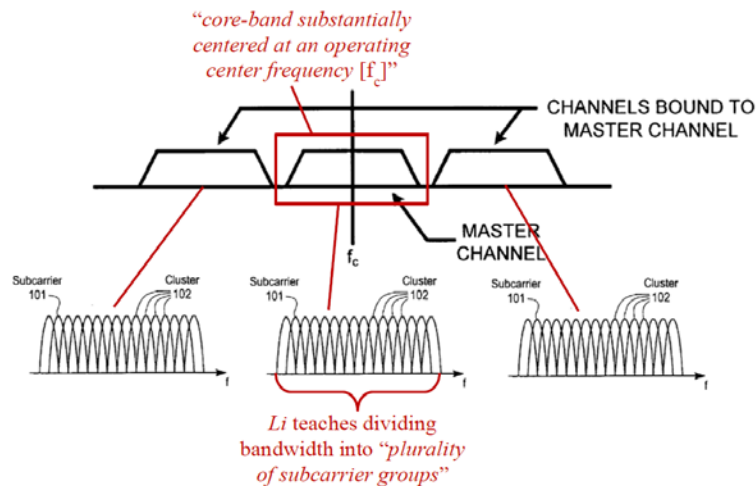 “core-band substantially
centered at an operating
center frequency [fc]”
CHANNELS BOUND TO
MASTER CHANNEL
MASTER
CHANNEL
fc
Subcarrier
101
Cluster
102
f
Subcarrier
101
Cluster
102
f
Subcarrier
101
Cluster
102
f
Li teaches dividing
bandwidth into “plurality
of subcarrier groups”